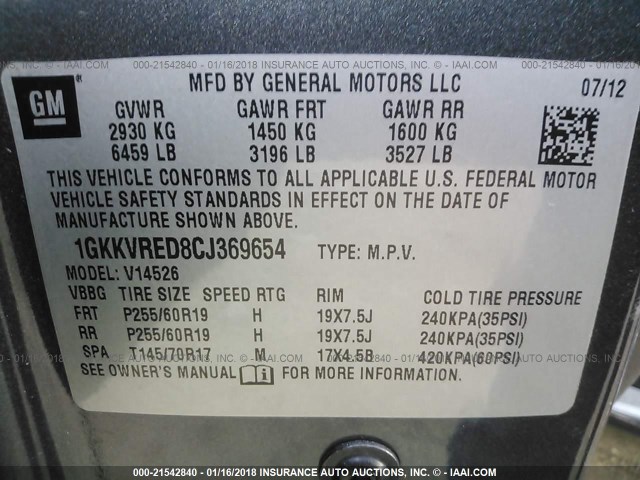 000-21542840 - 01/16/2018 INSURANCE AUTO AUCTIONS, INC. © - IAAI.COM
GM
MFD BY GENERAL MOTORS LLC 07/12
GVWR GAWR FRT GAWR RR
2930 KG 1450 KG 1600 KG
6459 LB 3196 LB 3527 LB
THIS VEHICLE CONFORMS TO ALL APPLICABLE U.S. FEDERAL MOTOR
VEHICLE SAFETY STANDARDS IN EFFECT ON THE DATE OF
MANUFACTURE SHOWN ABOVE.
1GKKVRED8CJ369654 TYPE: M.P.V.
MODEL: V14526
VBBG TIRE SIZE SPEED RTG RIM COLD TIRE PRESSURE
FRT P255/60R19 H 19X7.5J 240KPA(35PSI)
RR P255/60R19 H 19X7.5J 240KPA(35PSI)
SPA T145/70R17 M 17X4.5B 420KPA(60PSI)
SEE OWNER'S MANUAL FOR MORE INFORMATION.
000-21542840 - 01/16/2018 INSURANCE AUTO AUCTIONS, INC. © - IAAI.COM